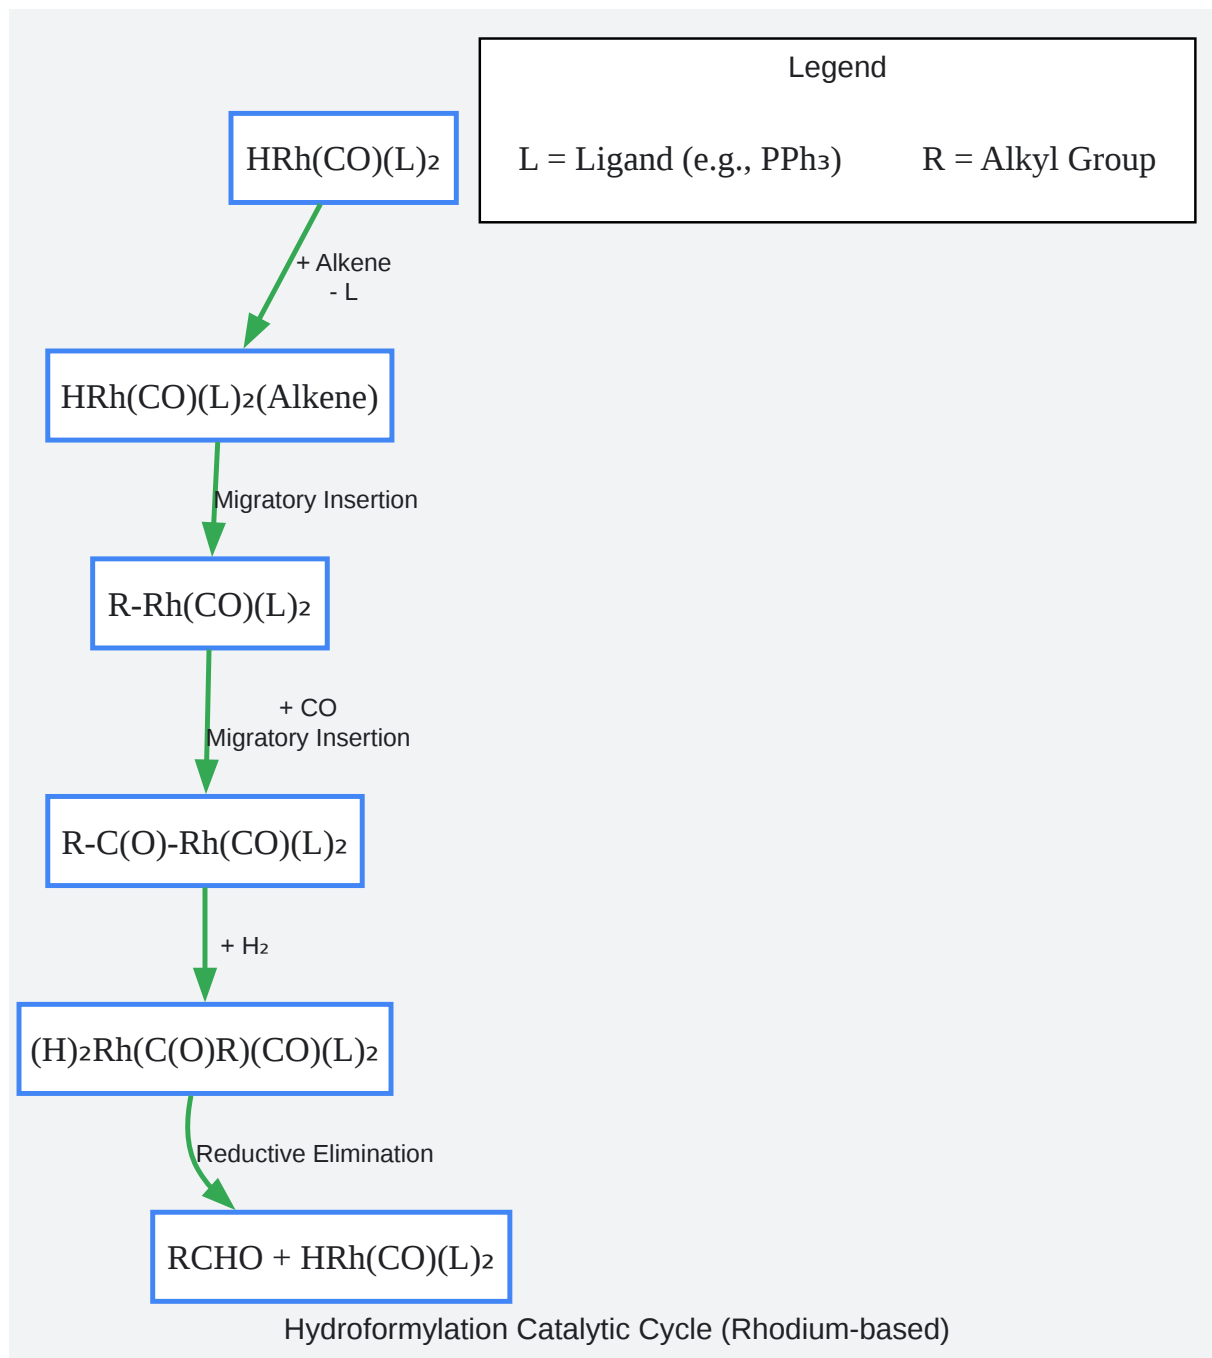 Legend
L = Ligand (e.g., PPh₃)
R = Alkyl Group
HRh(CO)(L)₂
+ Alkene
- L
HRh(CO)(L)₂(Alkene)
Migratory Insertion
R-Rh(CO)(L)₂
+ CO
Migratory Insertion
R-C(O)-Rh(CO)(L)₂
+ H₂
(H)₂Rh(C(O)R)(CO)(L)₂
Reductive Elimination
RCHO + HRh(CO)(L)₂
Hydroformylation Catalytic Cycle (Rhodium-based)